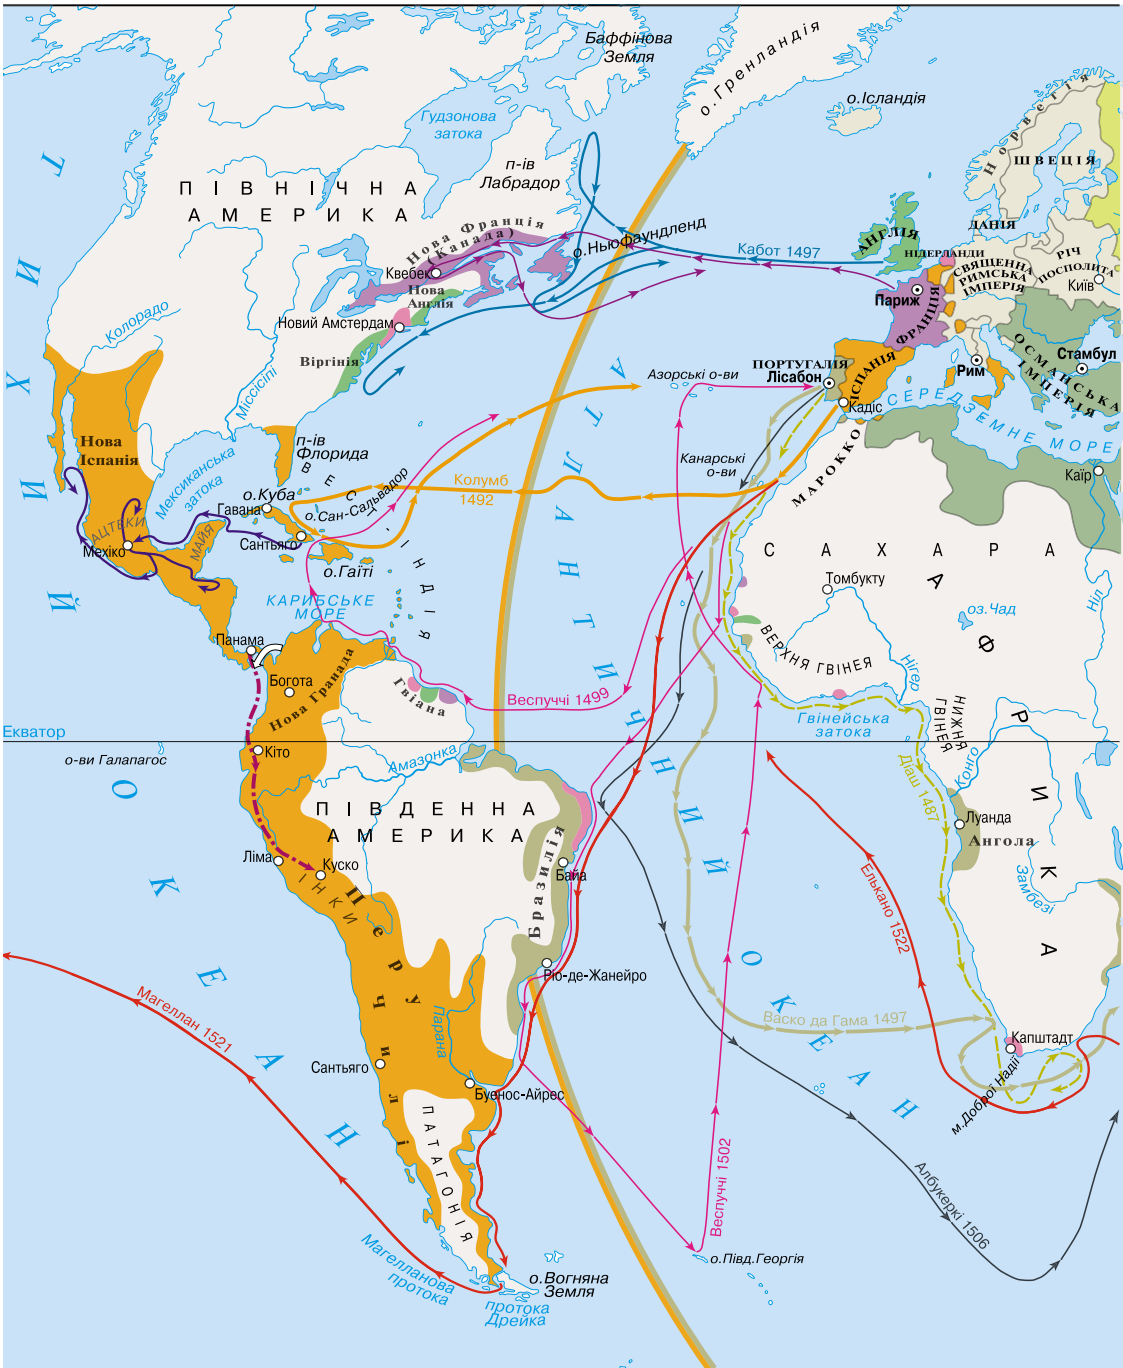 Баффінова
Земля
о.Гренландія
о.Ісландія
Гудзонова
затока
п-ів
Лабрадор
ПІВНІЧНА
АМЕРИКА
Норвегія
ШВЕЦІЯ
ДАНІЯ
АНГЛІЯ
НІДЕРЛАНДИ
СВЯЩЕННА
РИМСЬКА
ІМПЕРІЯ
РІЧ
ПОСПОЛИТА
Київ
Нова Франція
(Канада)
о.Ньюфаундленд
Кабот 1497
Квебек
Нова
Англія
Париж
ФРАНЦІЯ
Новий Амстердам
Віргінія
Колорадо
Міссісіпі
Азорські о-ви
ПОРТУГАЛІЯ
Лісабон
ІСПАНІЯ
Кадіс
Рим
Стамбул
ОСМАНСЬКА
ІМПЕРІЯ
СЕРЕДЗЕМНЕ МОРЕ
Нова
Іспанія
п-ів
Флорида
Мексиканська
затока
ВЕСТ-ІНДІЯ
Колумб
1492
Канарські
о-ви
МАРОККО
Каїр
о.Куба
Гавана
о.Сан-Сальвадор
Сантьяго
АЦТЕКИ
Мехіко
МАЙЯ
о.Гаїті
САХАРА
Томбукту
оз.Чад
Ніл
КАРИБСЬКЕ
МОРЕ
Панама
Богота
Нова Гранада
Гвіана
Веспуччі 1499
ВЕРХНЯ ГВІНЕЯ
Нігер
НИЖНЯ
ГВІНЕЯ
Гвінейська
затока
АФРИКА
Екватор
о-ви Галапагос
Кіто
Амазонка
Діаш 1487
Конго
ПІВДЕННА
АМЕРИКА
Луанда
Ангола
Ліма
Куско
ІНКИ
Перу
Байа
Бразилія
Елькано 1522
Замбезі
Ріо-де-Жанейро
Магеллан 1521
Парана
Васко да Гама 1497
Капштадт
м.Доброї Надії
Сантьяго
Чилі
Буенос-Айрес
ПАТАГОНІЯ
Веспуччі 1502
Албукеркі 1506
Магелланова
протока
о.Вогняна
Земля
протока
Дрейка
о.Півд.Георгія
ТИХИЙ
ОКЕАН
АТЛАНТИЧНИЙ
ОКЕАН